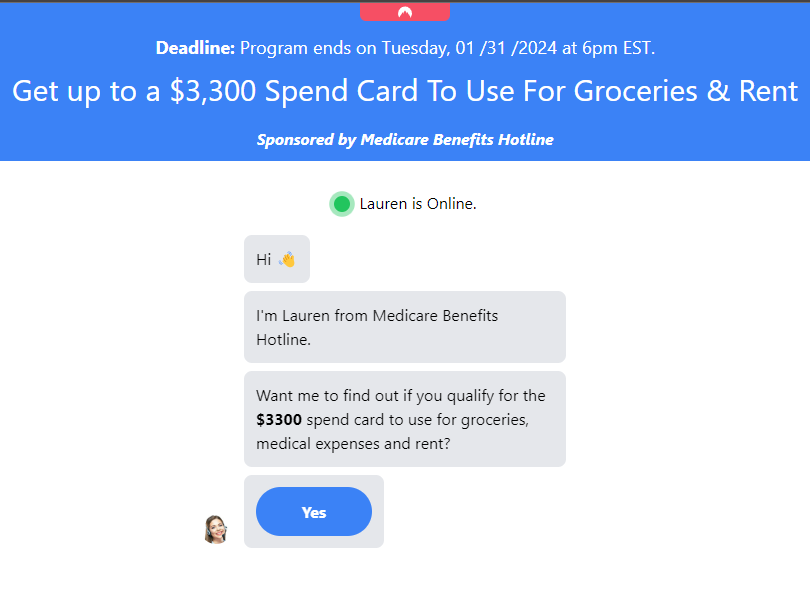 Deadline: Program ends on Tuesday, 01 /31 /2024 at 6pm EST.
Get up to a $3,300 Spend Card To Use For Groceries & Rent
Sponsored by Medicare Benefits Hotline
Lauren is Online.
Hi 👋
I'm Lauren from Medicare Benefits
Hotline.
Want me to find out if you qualify for the
$3300 spend card to use for groceries,
medical expenses and rent?
Yes